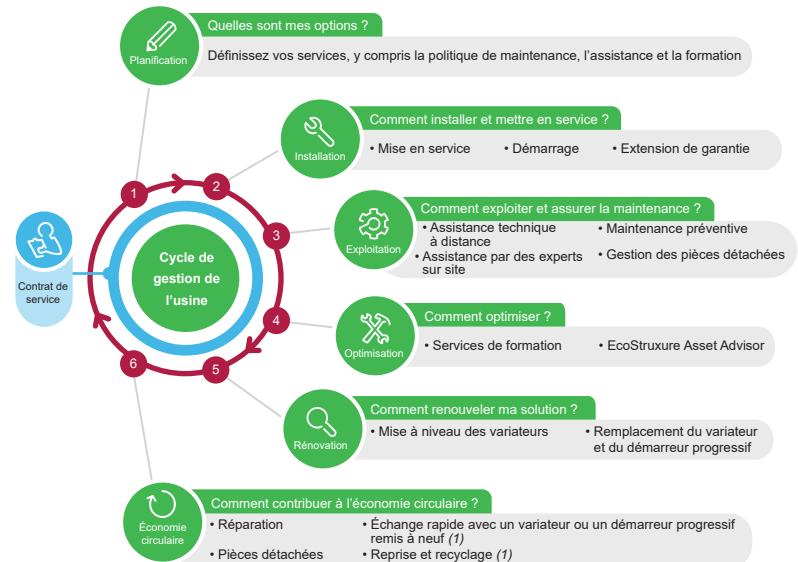 Quelles sont mes options ?
Planification
Définissez vos services, y compris la politique de maintenance, l'assistance et la formation
Comment installer et mettre en service ?
Installation
• Mise en service
• Démarrage
• Extension de garantie
1
2
3
4
5
6
Comment exploiter et assurer la maintenance ?
Exploitation
• Assistance technique
à distance
• Maintenance préventive
• Assistance par des experts
sur site
• Gestion des pièces détachées
Contrat de
service
Cycle de
gestion de
l'usine
Comment optimiser ?
Optimisation
• Services de formation
• EcoStruxure Asset Advisor
Comment renouveler ma solution ?
Rénovation
• Mise à niveau des variateurs
• Remplacement du variateur
et du démarreur progressif
Comment contribuer à l'économie circulaire ?
Économie
circulaire
• Réparation
• Échange rapide avec un variateur ou un démarreur progressif
remis à neuf (1)
• Pièces détachées
• Reprise et recyclage (1)